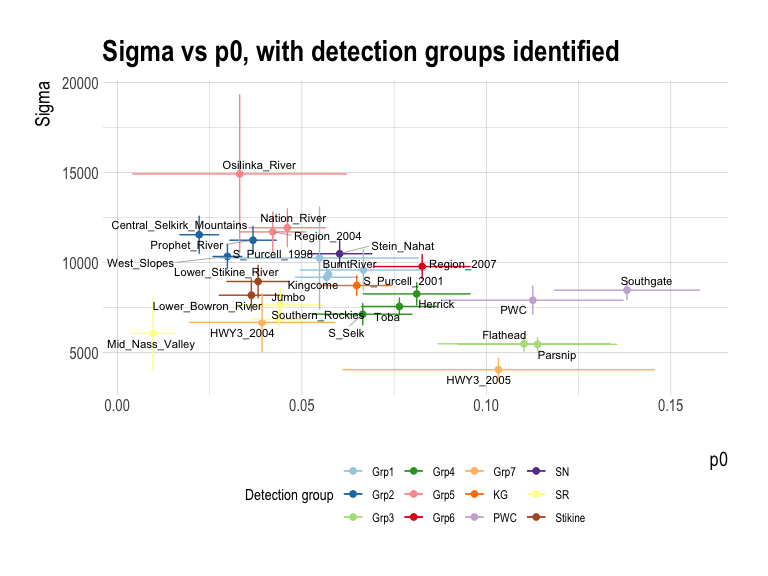 Sigma vs p0, with detection groups identified
Sigma
20000
15000
10000
5000
Osilinka_River
Nation_River
Central_Selkirk_Mountains
Region_2004
Prophet_River
Stein_Nahat
S_Purcell_1998
West_Slopes
BuntRiver
Region_2007
Lower_Stikine_River
S_Purcell_2001
Kingcome
Southgate
Jumbo
Lower_Bowron_River
Herrick
PWC
Southern_Rockies
Toba
HWY3_2004
S_Selk
Flathead
Mid_Nass_Valley
Parsnip
HWY3_2005
0.00 0.05 0.10 0.15
p0
Detection group
Grp1 Grp4 Grp7 SN
Grp2 Grp5 KG SR
Grp3 Grp6 PWC Stikine